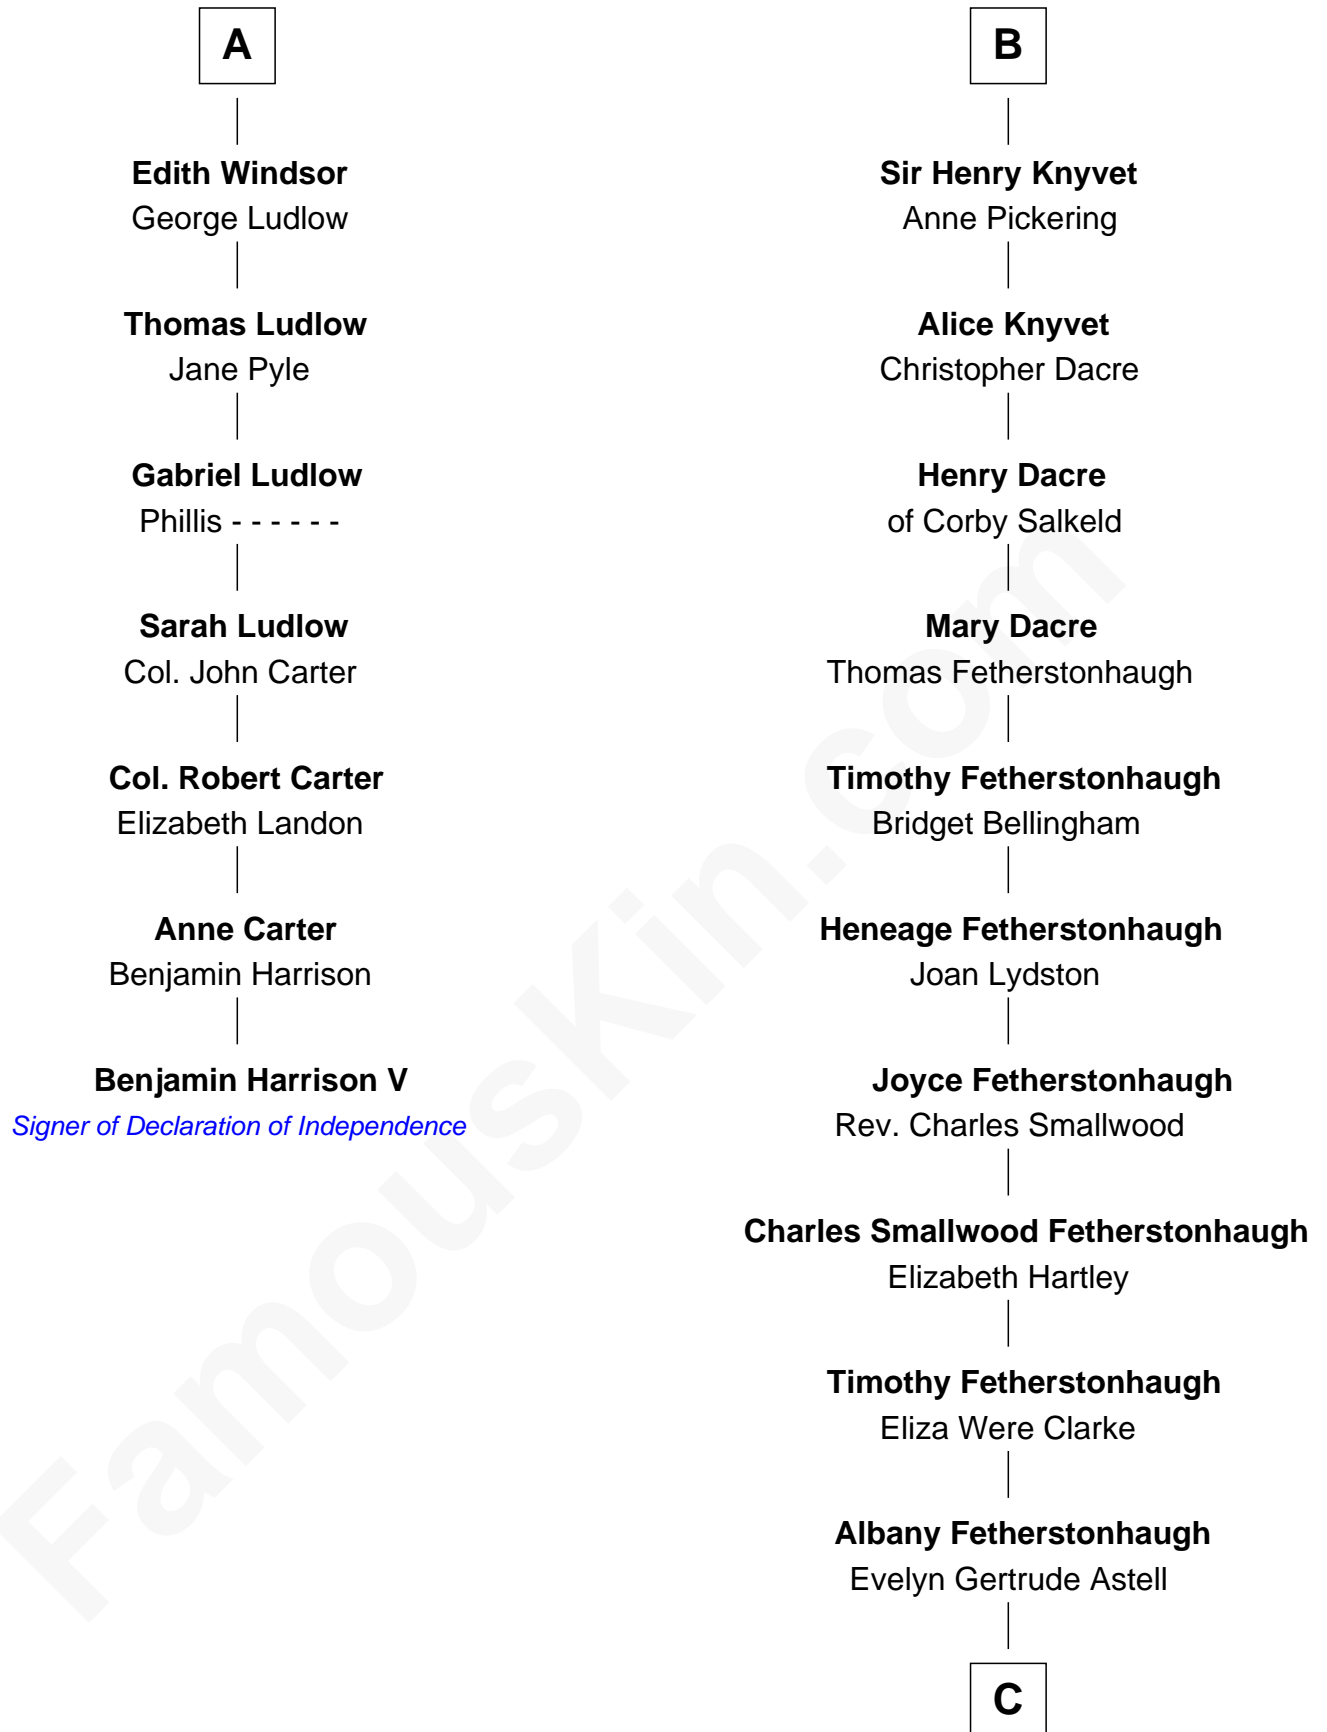 A
Edith Windsor
George Ludlow
Thomas Ludlow
Jane Pyle
Gabriel Ludlow
Phillis - - - - - -
Sarah Ludlow
Col. John Carter
Col. Robert Carter
Elizabeth Landon
Anne Carter
Benjamin Harrison
Benjamin Harrison V
Signer of Declaration of Independence
B
Sir Henry Knyvet
Anne Pickering
Alice Knyvet
Christopher Dacre
Henry Dacre
of Corby Salkeld
Mary Dacre
Thomas Fetherstonhaugh
Timothy Fetherstonhaugh
Bridget Bellingham
Heneage Fetherstonhaugh
Joan Lydston
Joyce Fetherstonhaugh
Rev. Charles Smallwood
Charles Smallwood Fetherstonhaugh
Elizabeth Hartley
Timothy Fetherstonhaugh
Eliza Were Clarke
Albany Fetherstonhaugh
Evelyn Gertrude Astell
C
FamousKin.com